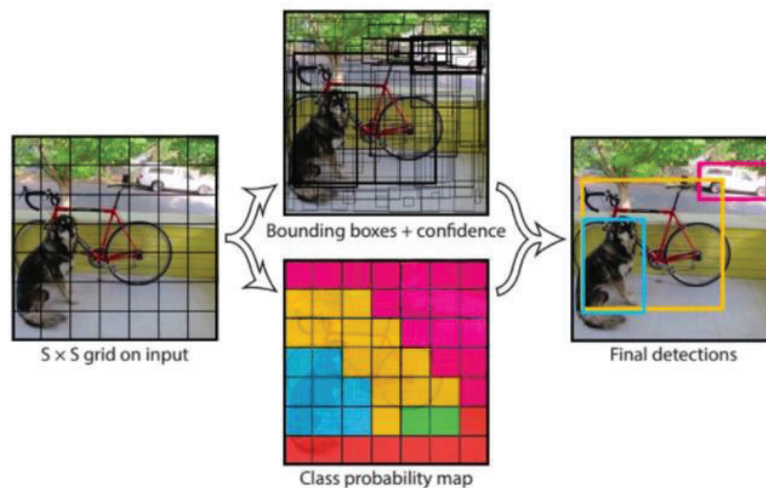 Bounding boxes + confidence
S × S grid on input
Final detections
Class probability map